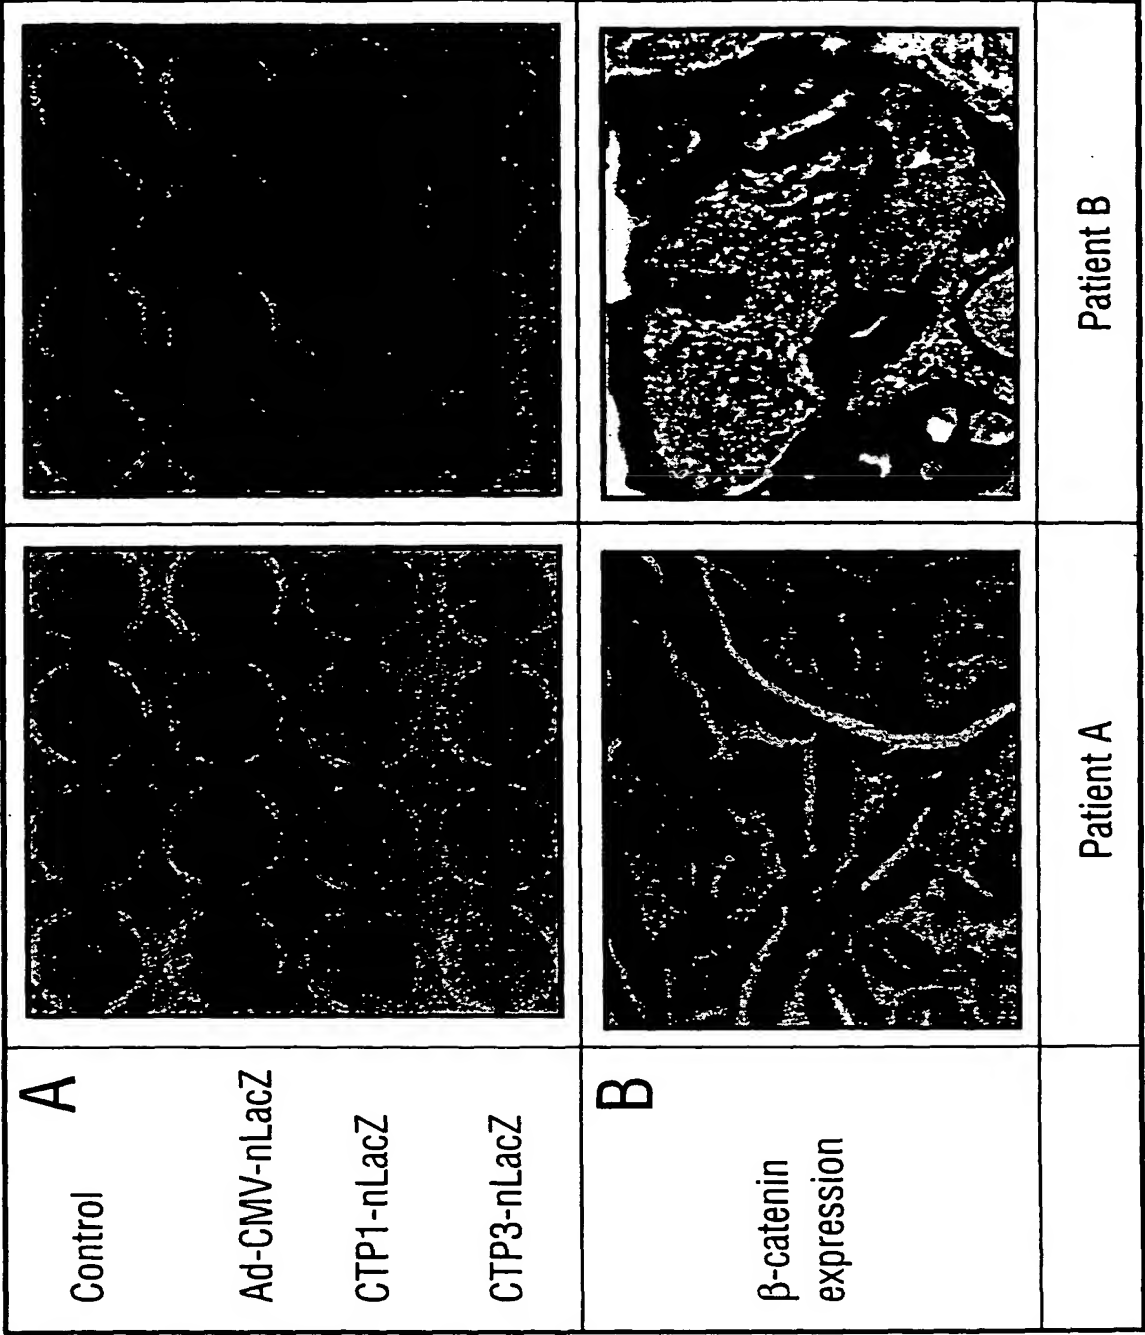 A
Control
Ad-CMV-nLacZ
CTP1-nLacZ
CTP3-nLacZ
B
β-catenin
expression
Patient A
Patient B